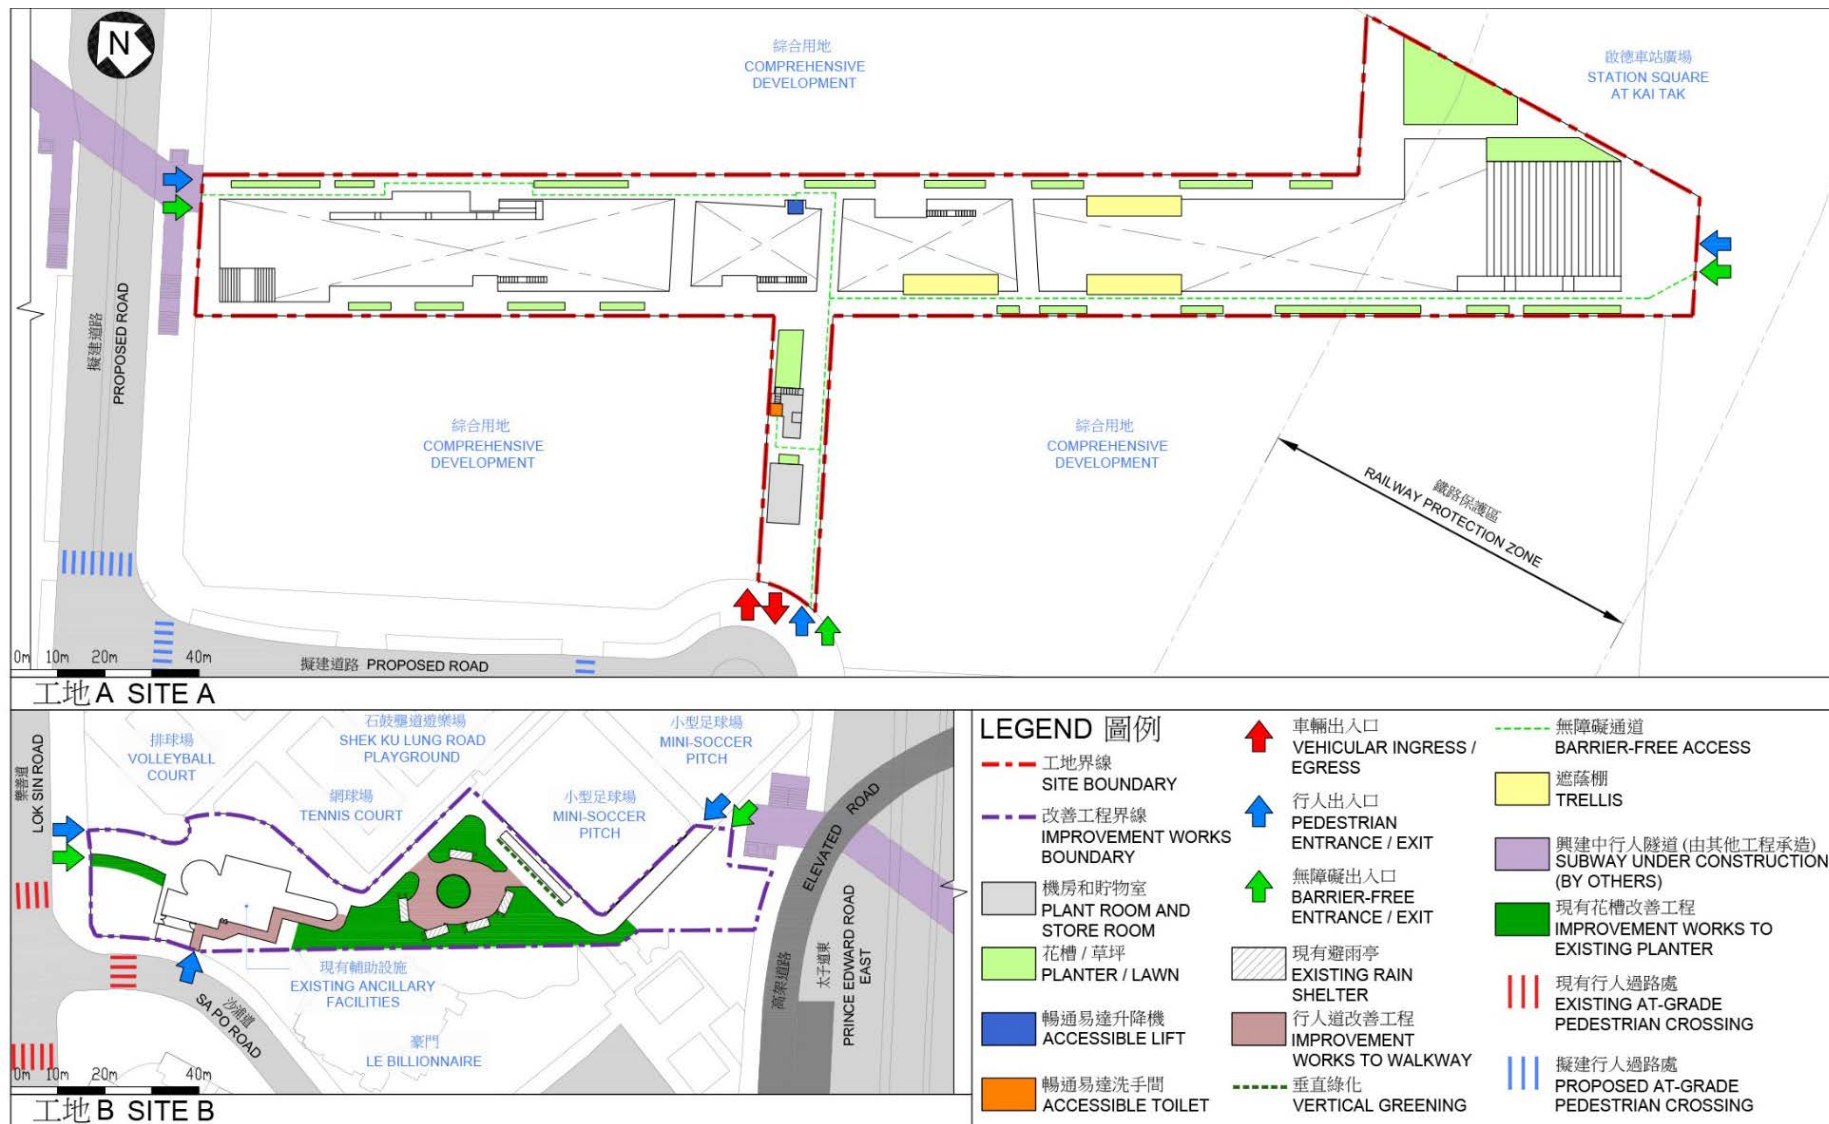 N
綜合用地
COMPREHENSIVE
DEVELOPMENT
啟德車站廣場
STATION SQUARE
AT KAI TAK
擬建道路
PROPOSED ROAD
綜合用地
COMPREHENSIVE
DEVELOPMENT
綜合用地
COMPREHENSIVE
DEVELOPMENT
鐵路保護區
RAILWAY PROTECTION ZONE
擬建道路 PROPOSED ROAD
0m 10m 20m 40m
工地A SITE A
樂善道
LOK SIN ROAD
排球場
VOLLEYBALL
COURT
石鼓壟道遊樂場
SHEK KU LUNG ROAD
PLAYGROUND
小型足球場
MINI-SOCCER
PITCH
網球場
TENNIS COURT
小型足球場
MINI-SOCCER
PITCH
現有輔助設施
EXISTING ANCILLARY
FACILITIES
沙浦道
SA PO ROAD
豪門
LE BILLIONNAIRE
高架道路
ELEVATED ROAD
太子道東
PRINCE EDWARD ROAD
EAST
0m 10m 20m 40m
工地B SITE B
LEGEND 圖例
工地界線
SITE BOUNDARY
改善工程界線
IMPROVEMENT WORKS
BOUNDARY
機房和貯物室
PLANT ROOM AND
STORE ROOM
花槽 / 草坪
PLANTER / LAWN
暢通易達升降機
ACCESSIBLE LIFT
暢通易達洗手間
ACCESSIBLE TOILET
車輛出入口
VEHICULAR INGRESS /
EGRESS
行人出入口
PEDESTRIAN
ENTRANCE / EXIT
無障礙出入口
BARRIER-FREE
ENTRANCE / EXIT
現有避雨亭
EXISTING RAIN
SHELTER
行人道改善工程
IMPROVEMENT
WORKS TO WALKWAY
垂直綠化
VERTICAL GREENING
無障礙通道
BARRIER-FREE ACCESS
遮蔭棚
TRELLIS
興建中行人隧道 (由其他工程承造)
SUBWAY UNDER CONSTRUCTION
(BY OTHERS)
現有花槽改善工程
IMPROVEMENT WORKS TO
EXISTING PLANTER
現有行人過路處
EXISTING AT-GRADE
PEDESTRIAN CROSSING
擬建行人過路處
PROPOSED AT-GRADE
PEDESTRIAN CROSSING